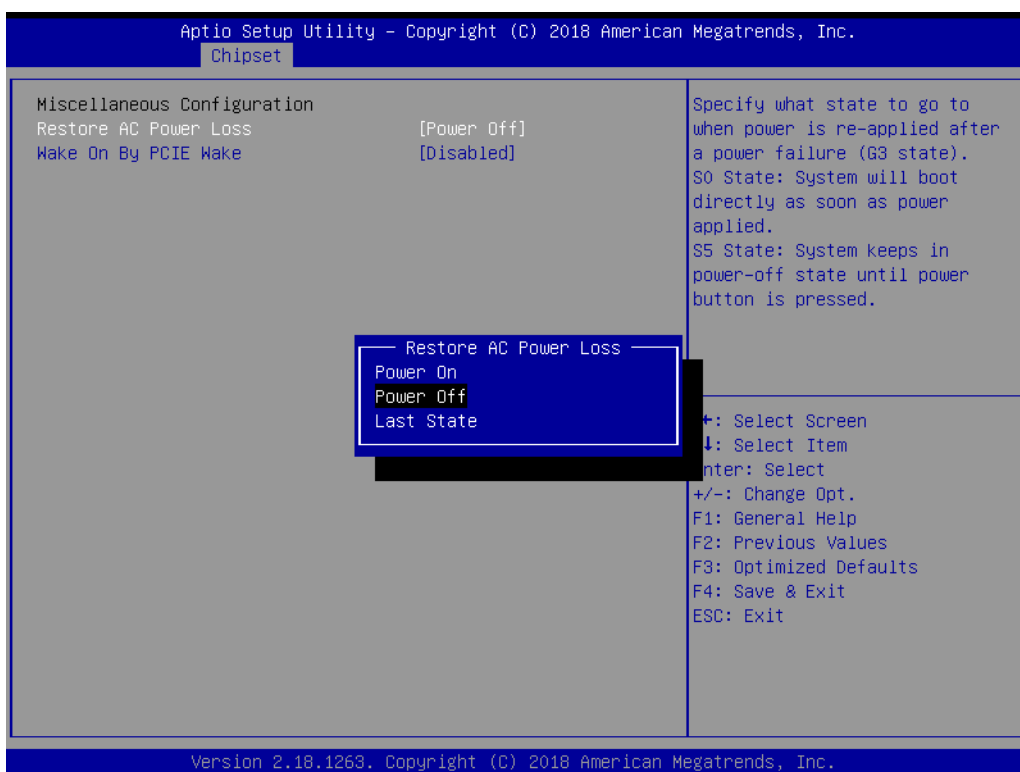 Aptio Setup Utility – Copyright (C) 2018 American Megatrends, Inc.
Chipset
Miscellaneous Configuration
Restore AC Power Loss [Power Off]
Wake On By PCIE Wake [Disabled]
Specify what state to go to
when power is re-applied after
a power failure (G3 state).
S0 State: System will boot
directly as soon as power
applied.
S5 State: System keeps in
power-off state until power
button is pressed.
Restore AC Power Loss
Power On
Power Off
Last State
: Select Screen
: Select Item
nter: Select
+/-: Change Opt.
F1: General Help
F2: Previous Values
F3: Optimized Defaults
F4: Save & Exit
ESC: Exit
Version 2.18.1263. Copyright (C) 2018 American Megatrends, Inc.